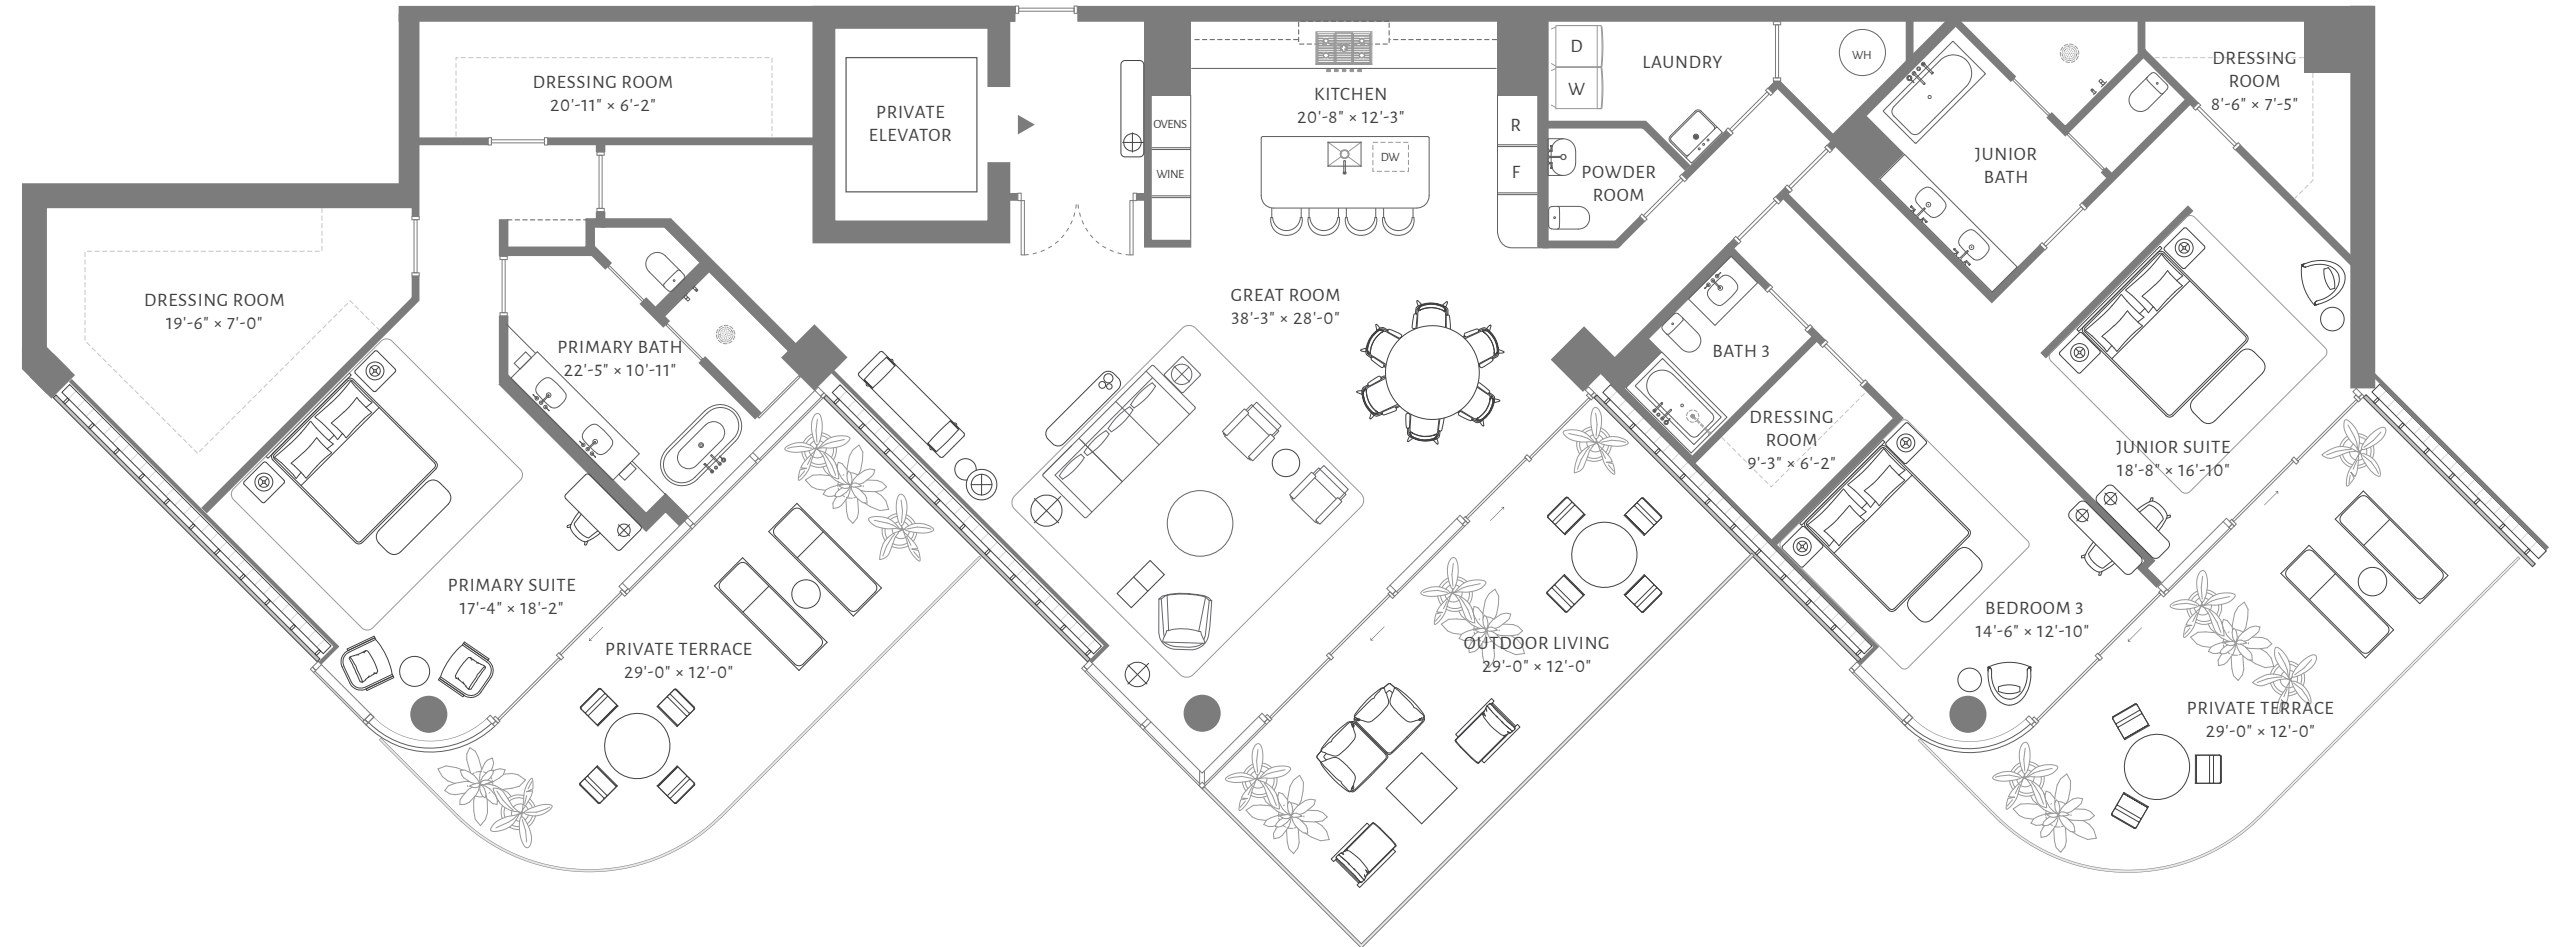 DRESSING ROOM
20'-11" × 6'-2"
PRIVATE
ELEVATOR
OVENS
WINE
KITCHEN
20'-8" × 12'-3"
DW
R
F
D
W
LAUNDRY
WH
POWDER
ROOM
JUNIOR
BATH
DRESSING
ROOM
8'-6" × 7'-5"
DRESSING ROOM
19'-6" × 7'-0"
PRIMARY BATH
22'-5" × 10'-11"
GREAT ROOM
38'-3" × 28'-0"
BATH 3
DRESSING
ROOM
9'-3" × 6'-2"
JUNIOR SUITE
18'-8" × 16'-10"
PRIMARY SUITE
17'-4" × 18'-2"
PRIVATE TERRACE
29'-0" × 12'-0"
OUTDOOR LIVING
29'-0" × 12'-0"
BEDROOM 3
14'-6" × 12'-10"
PRIVATE TERRACE
29'-0" × 12'-0"